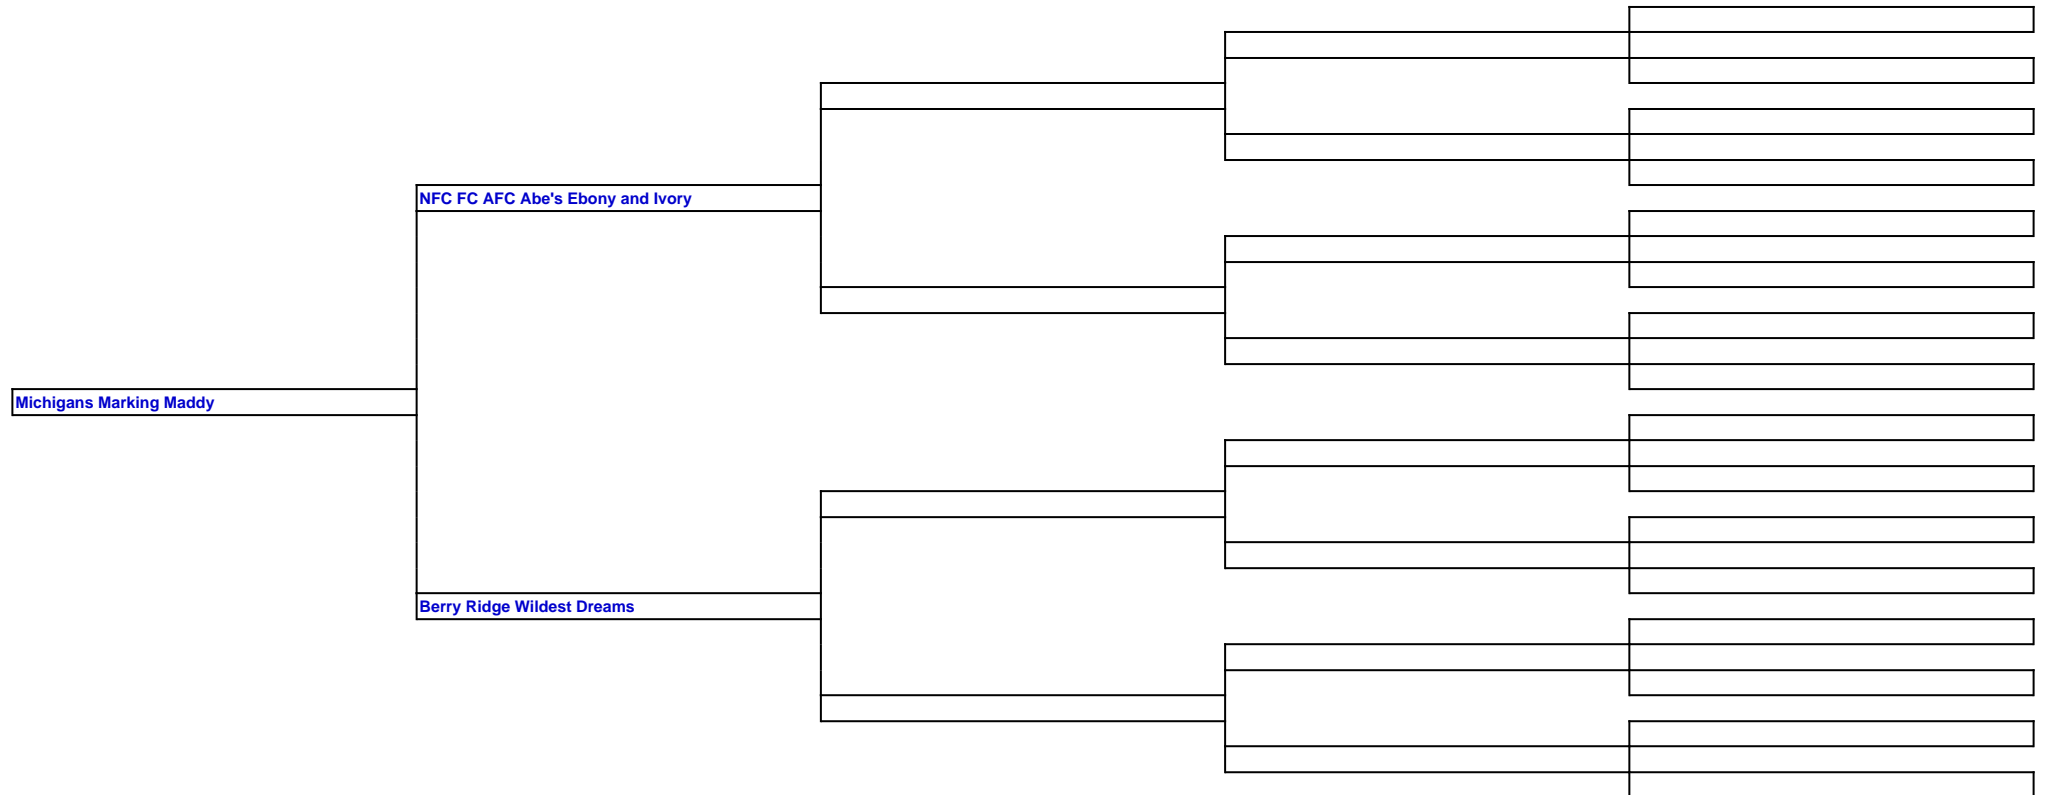 NFC FC AFC Abe's Ebony and Ivory
Michigans Marking Maddy
Berry Ridge Wildest Dreams